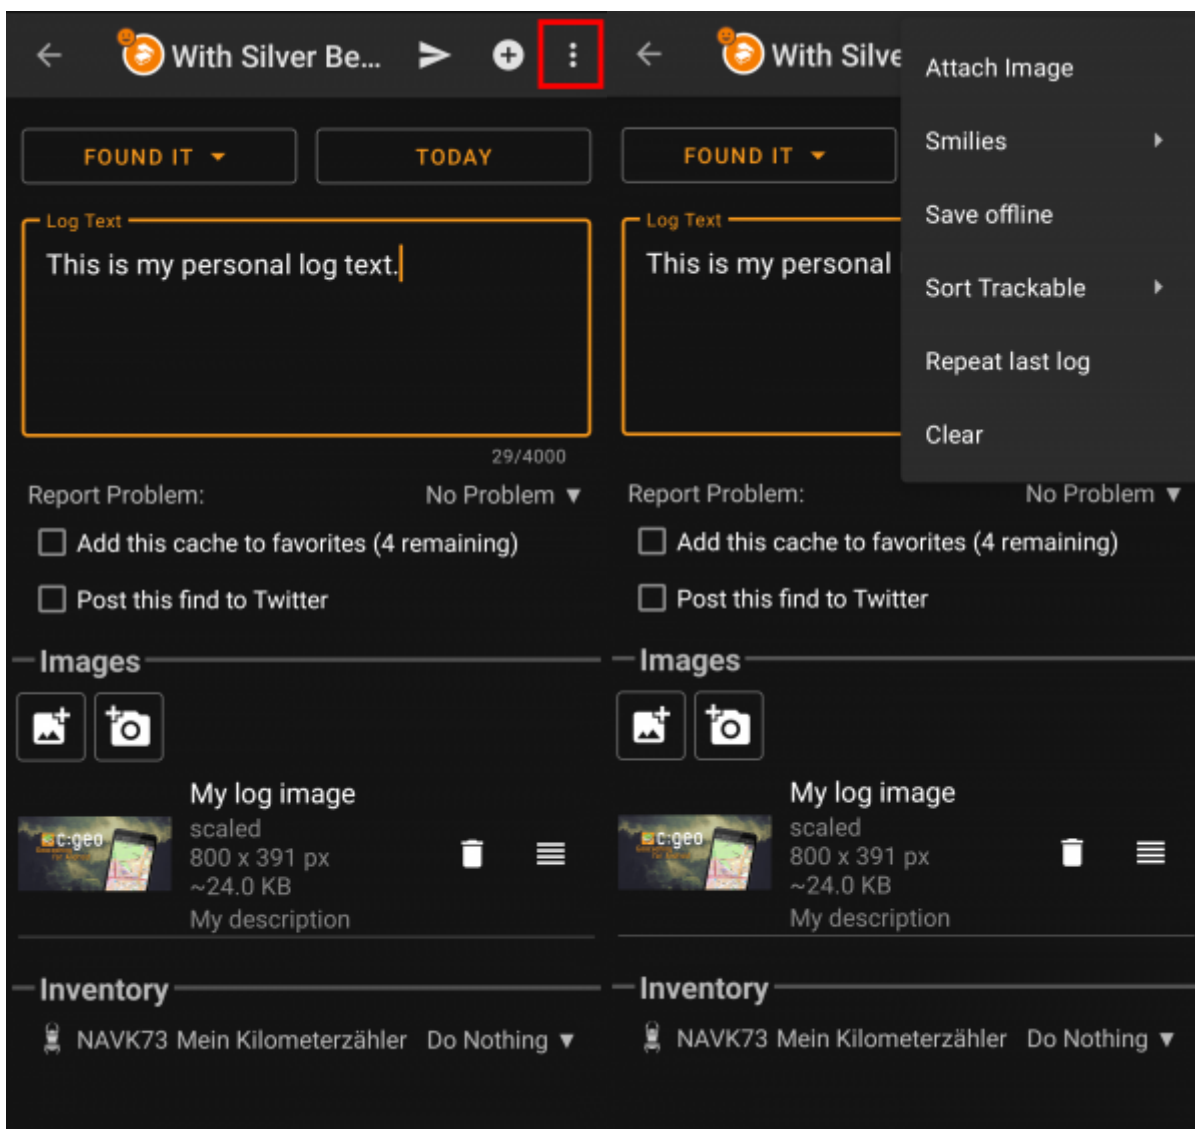 With Silver Be...
FOUND IT
TODAY
Log Text
This is my personal log text.
29/4000
Report Problem:
No Problem
Add this cache to favorites (4 remaining)
Post this find to Twitter
Images
My log image
c:geo
scaled
800 x 391 px
~24.0 KB
My description
Inventory
NAVK73 Mein Kilometerzähler
Do Nothing
With Silve
Attach Image
Smilies
Save offline
Sort Trackable
Repeat last log
Clear
FOUND IT
Log Text
This is my personal
Report Problem:
No Problem
Add this cache to favorites (4 remaining)
Post this find to Twitter
Images
My log image
c:geo
scaled
800 x 391 px
~24.0 KB
My description
Inventory
NAVK73 Mein Kilometerzähler
Do Nothing